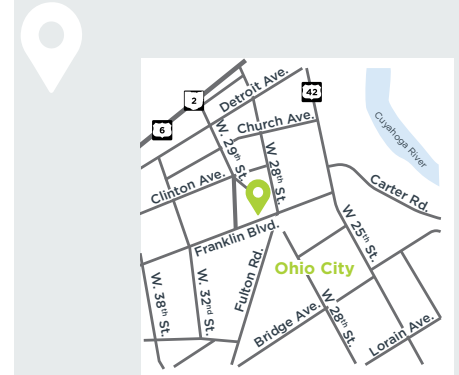 2
Detroit Ave.
42
6
Church Ave.
Cuyahoga River
W. 29th St.
W. 28th St.
Clinton Ave.
Carter Rd.
W. 25th St.
Franklin Blvd.
Ohio City
Fulton Rd.
W. 38th St.
W. 32nd St.
W. 28th St.
Bridge Ave.
Lorain Ave.